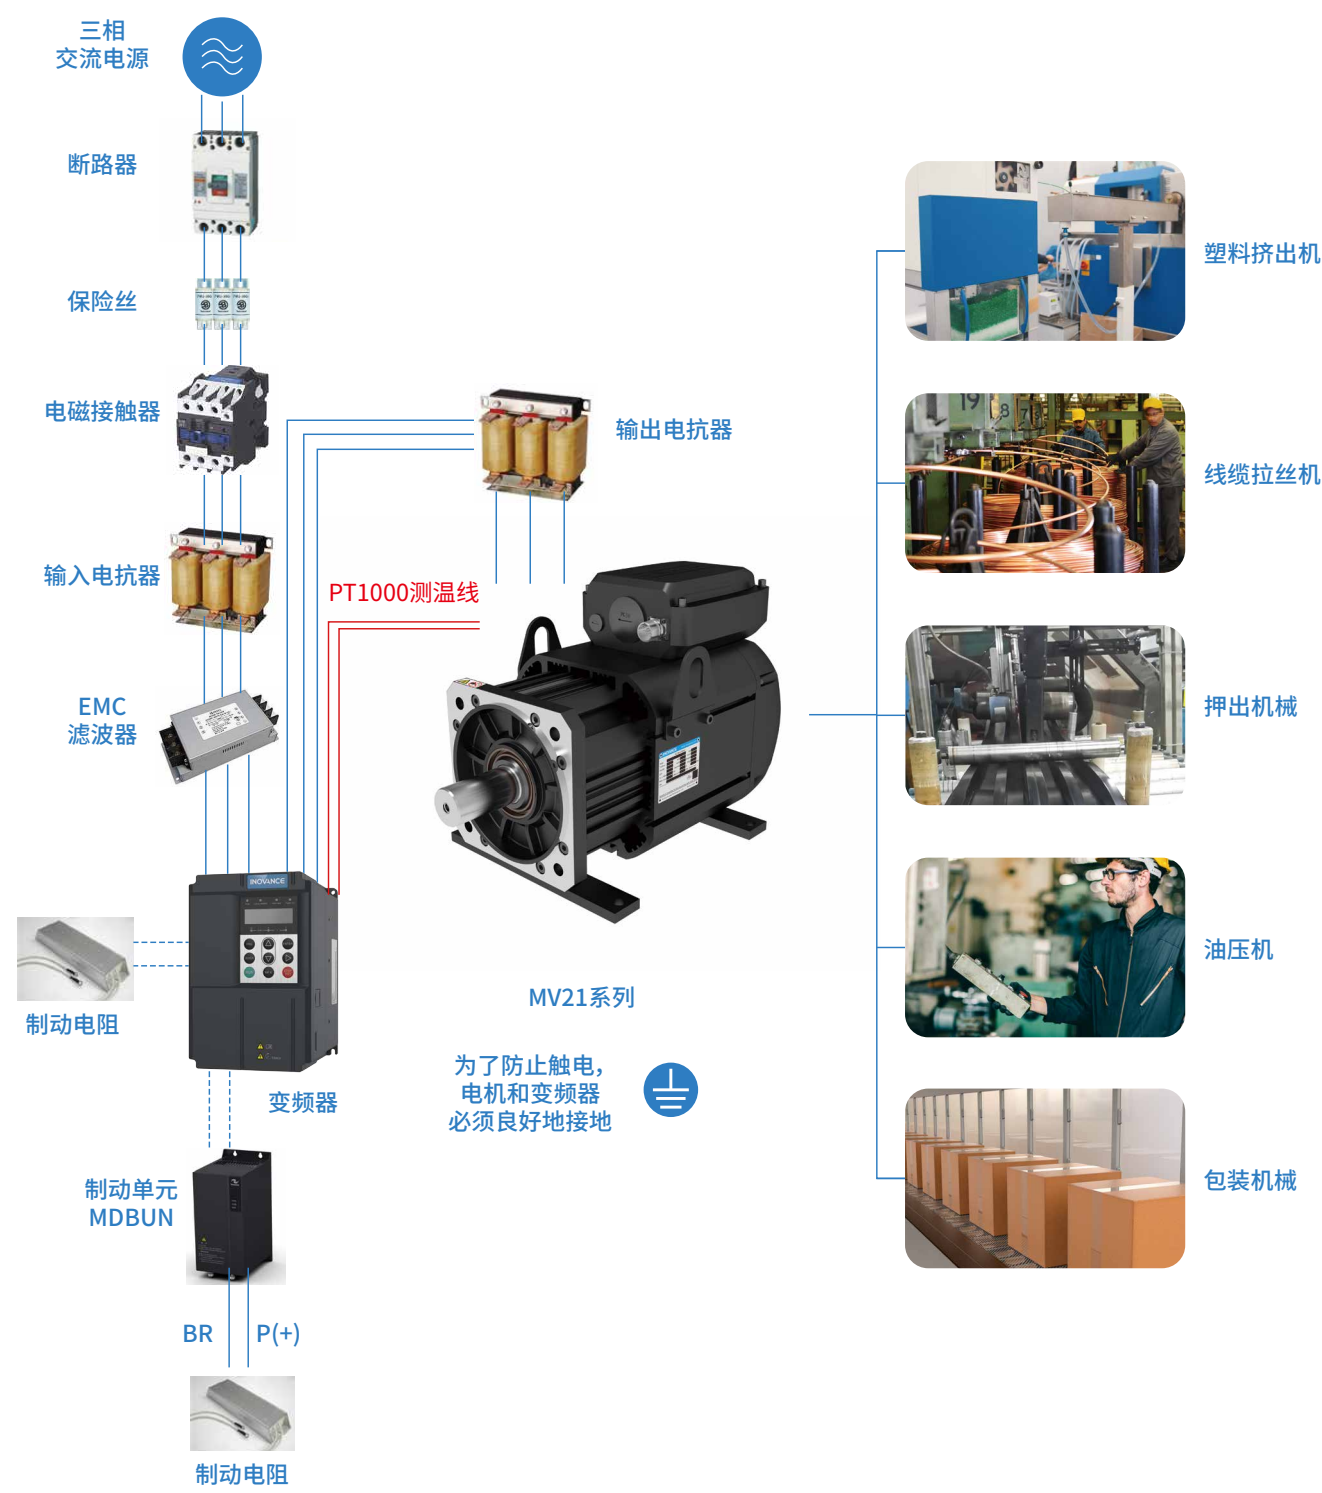 三相
交流电源
断路器
保险丝
电磁接触器
输入电抗器
EMC
滤波器
制动电阻
变频器
制动单元
MDBUN
BR
P(+)
制动电阻
输出电抗器
PT1000测温线
INOVANCE
MV21系列
为了防止触电，
电机和变频器
必须良好地接地
塑料挤出机
线缆拉丝机
19
8
7
押出机械
油压机
包装机械